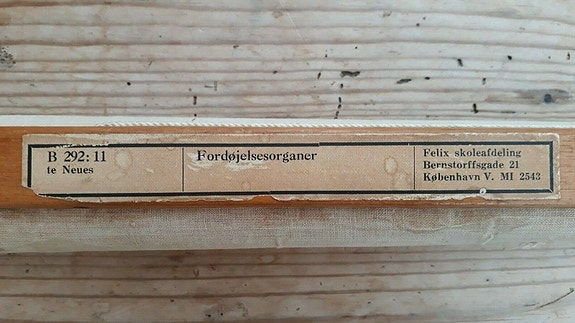 B 292:11
te Neues
Fordøjelsesorganer
Felix skoleafdeling
Bernstorffsgade 21
København V. MI 2543